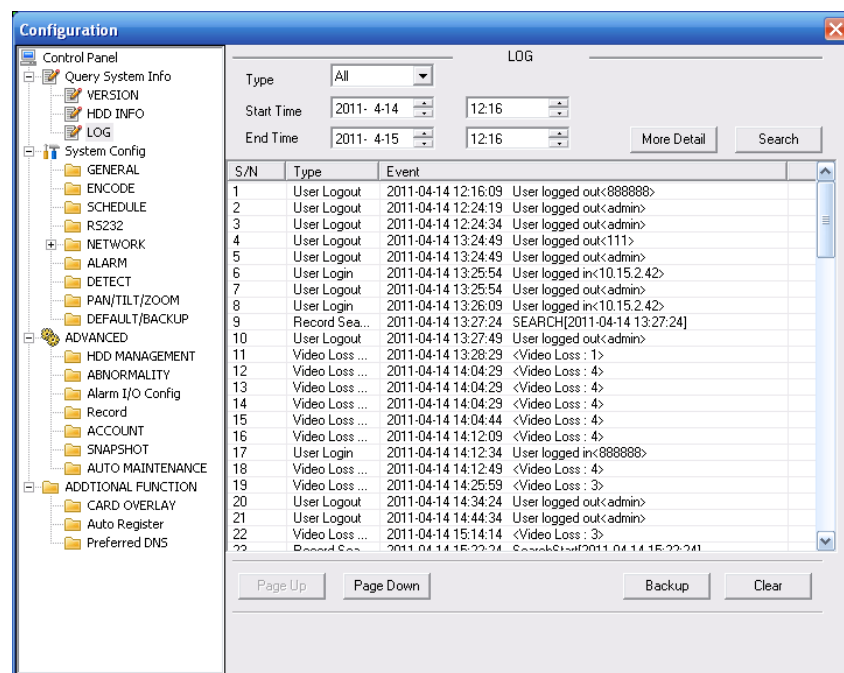 Configuration
Control Panel
Query System Info
VERSION
HDD INFO
LOG
System Config
GENERAL
ENCODE
SCHEDULE
RS232
NETWORK
ALARM
DETECT
PAN/TILT/ZOOM
DEFAULT/BACKUP
ADVANCED
HDD MANAGEMENT
ABNORMALITY
Alarm I/O Config
Record
ACCOUNT
SNAPSHOT
AUTO MAINTENANCE
ADDTIONAL FUNCTION
CARD OVERLAY
Auto Register
Preferred DNS
LOG
Type All
Start Time 2011- 4-14 12:16
End Time 2011- 4-15 12:16 More Detail Search
S/N Type Event
1 User Logout 2011-04-14 12:16:09 User logged out<888888>
2 User Logout 2011-04-14 12:24:19 User logged out<admin>
3 User Logout 2011-04-14 12:24:34 User logged out<admin>
4 User Logout 2011-04-14 13:24:49 User logged out<111>
5 User Logout 2011-04-14 13:24:49 User logged out<admin>
6 User Login 2011-04-14 13:25:54 User logged in<10.15.2.42>
7 User Logout 2011-04-14 13:25:54 User logged out<admin>
8 User Login 2011-04-14 13:26:09 User logged in<10.15.2.42>
9 Record Sea... 2011-04-14 13:27:24 SEARCH[2011-04-14 13:27:24]
10 User Logout 2011-04-14 13:27:49 User logged out<admin>
11 Video Loss ... 2011-04-14 13:28:29 <Video Loss : 1>
12 Video Loss ... 2011-04-14 14:04:29 <Video Loss : 4>
13 Video Loss ... 2011-04-14 14:04:29 <Video Loss : 4>
14 Video Loss ... 2011-04-14 14:04:29 <Video Loss : 4>
15 Video Loss ... 2011-04-14 14:04:44 <Video Loss : 4>
16 Video Loss ... 2011-04-14 14:12:09 <Video Loss : 4>
17 User Login 2011-04-14 14:12:34 User logged in<888888>
18 Video Loss ... 2011-04-14 14:12:49 <Video Loss : 4>
19 Video Loss ... 2011-04-14 14:25:59 <Video Loss : 3>
20 User Logout 2011-04-14 14:34:24 User logged out<admin>
21 User Logout 2011-04-14 14:44:34 User logged out<admin>
22 Video Loss ... 2011-04-14 15:14:14 <Video Loss : 3>
23 Record Sea... 2011-04-14 15:22:24 SearchStart[2011-04-14 15:22:24]
Page Up Page Down Backup Clear